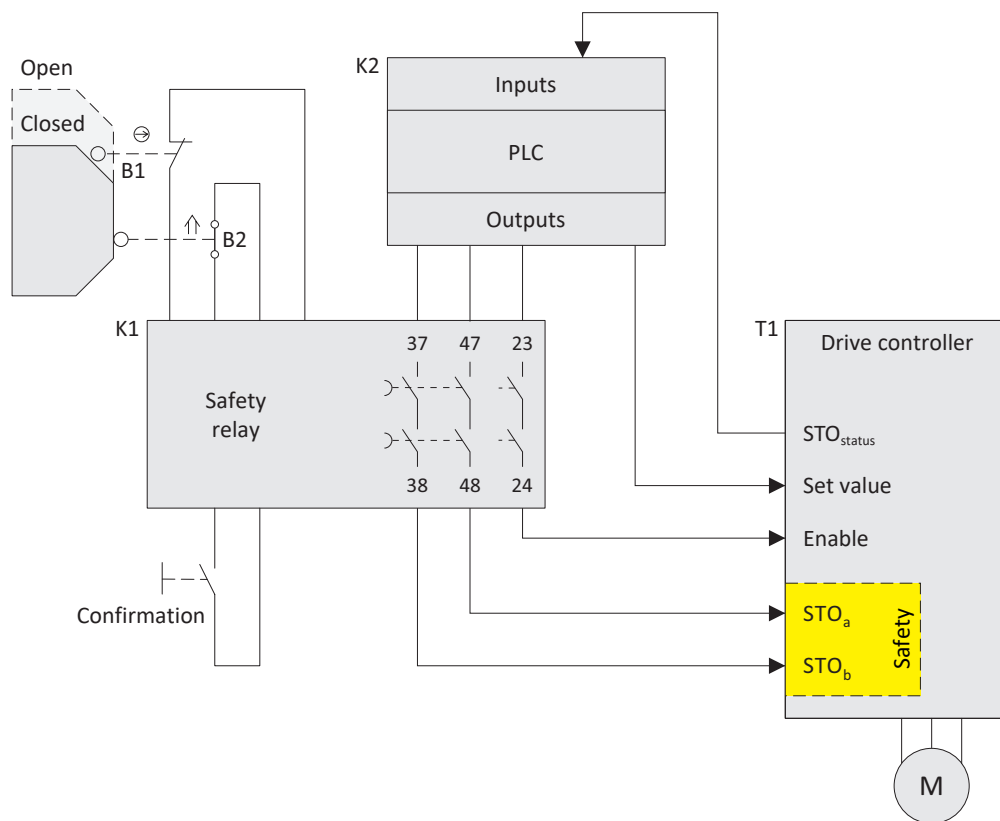 Open
Closed
B1
B2
K2
Inputs
PLC
Outputs
K1
Safety
relay
37 47 23
38 48 24
Confirmation
T1
Drive controller
STOstatus
Set value
Enable
STOa
STOb
Safety
M